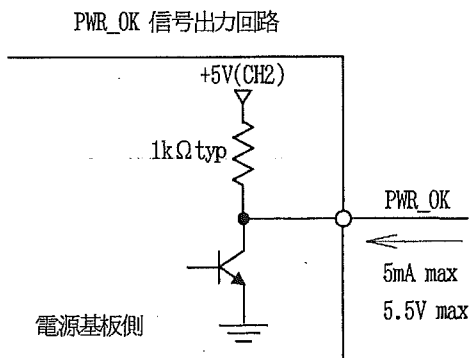 PWR_OK 信号出力回路
+5V(CH2)
1kΩtyp
PWR_OK
5mA max
5.5V max
電源基板側